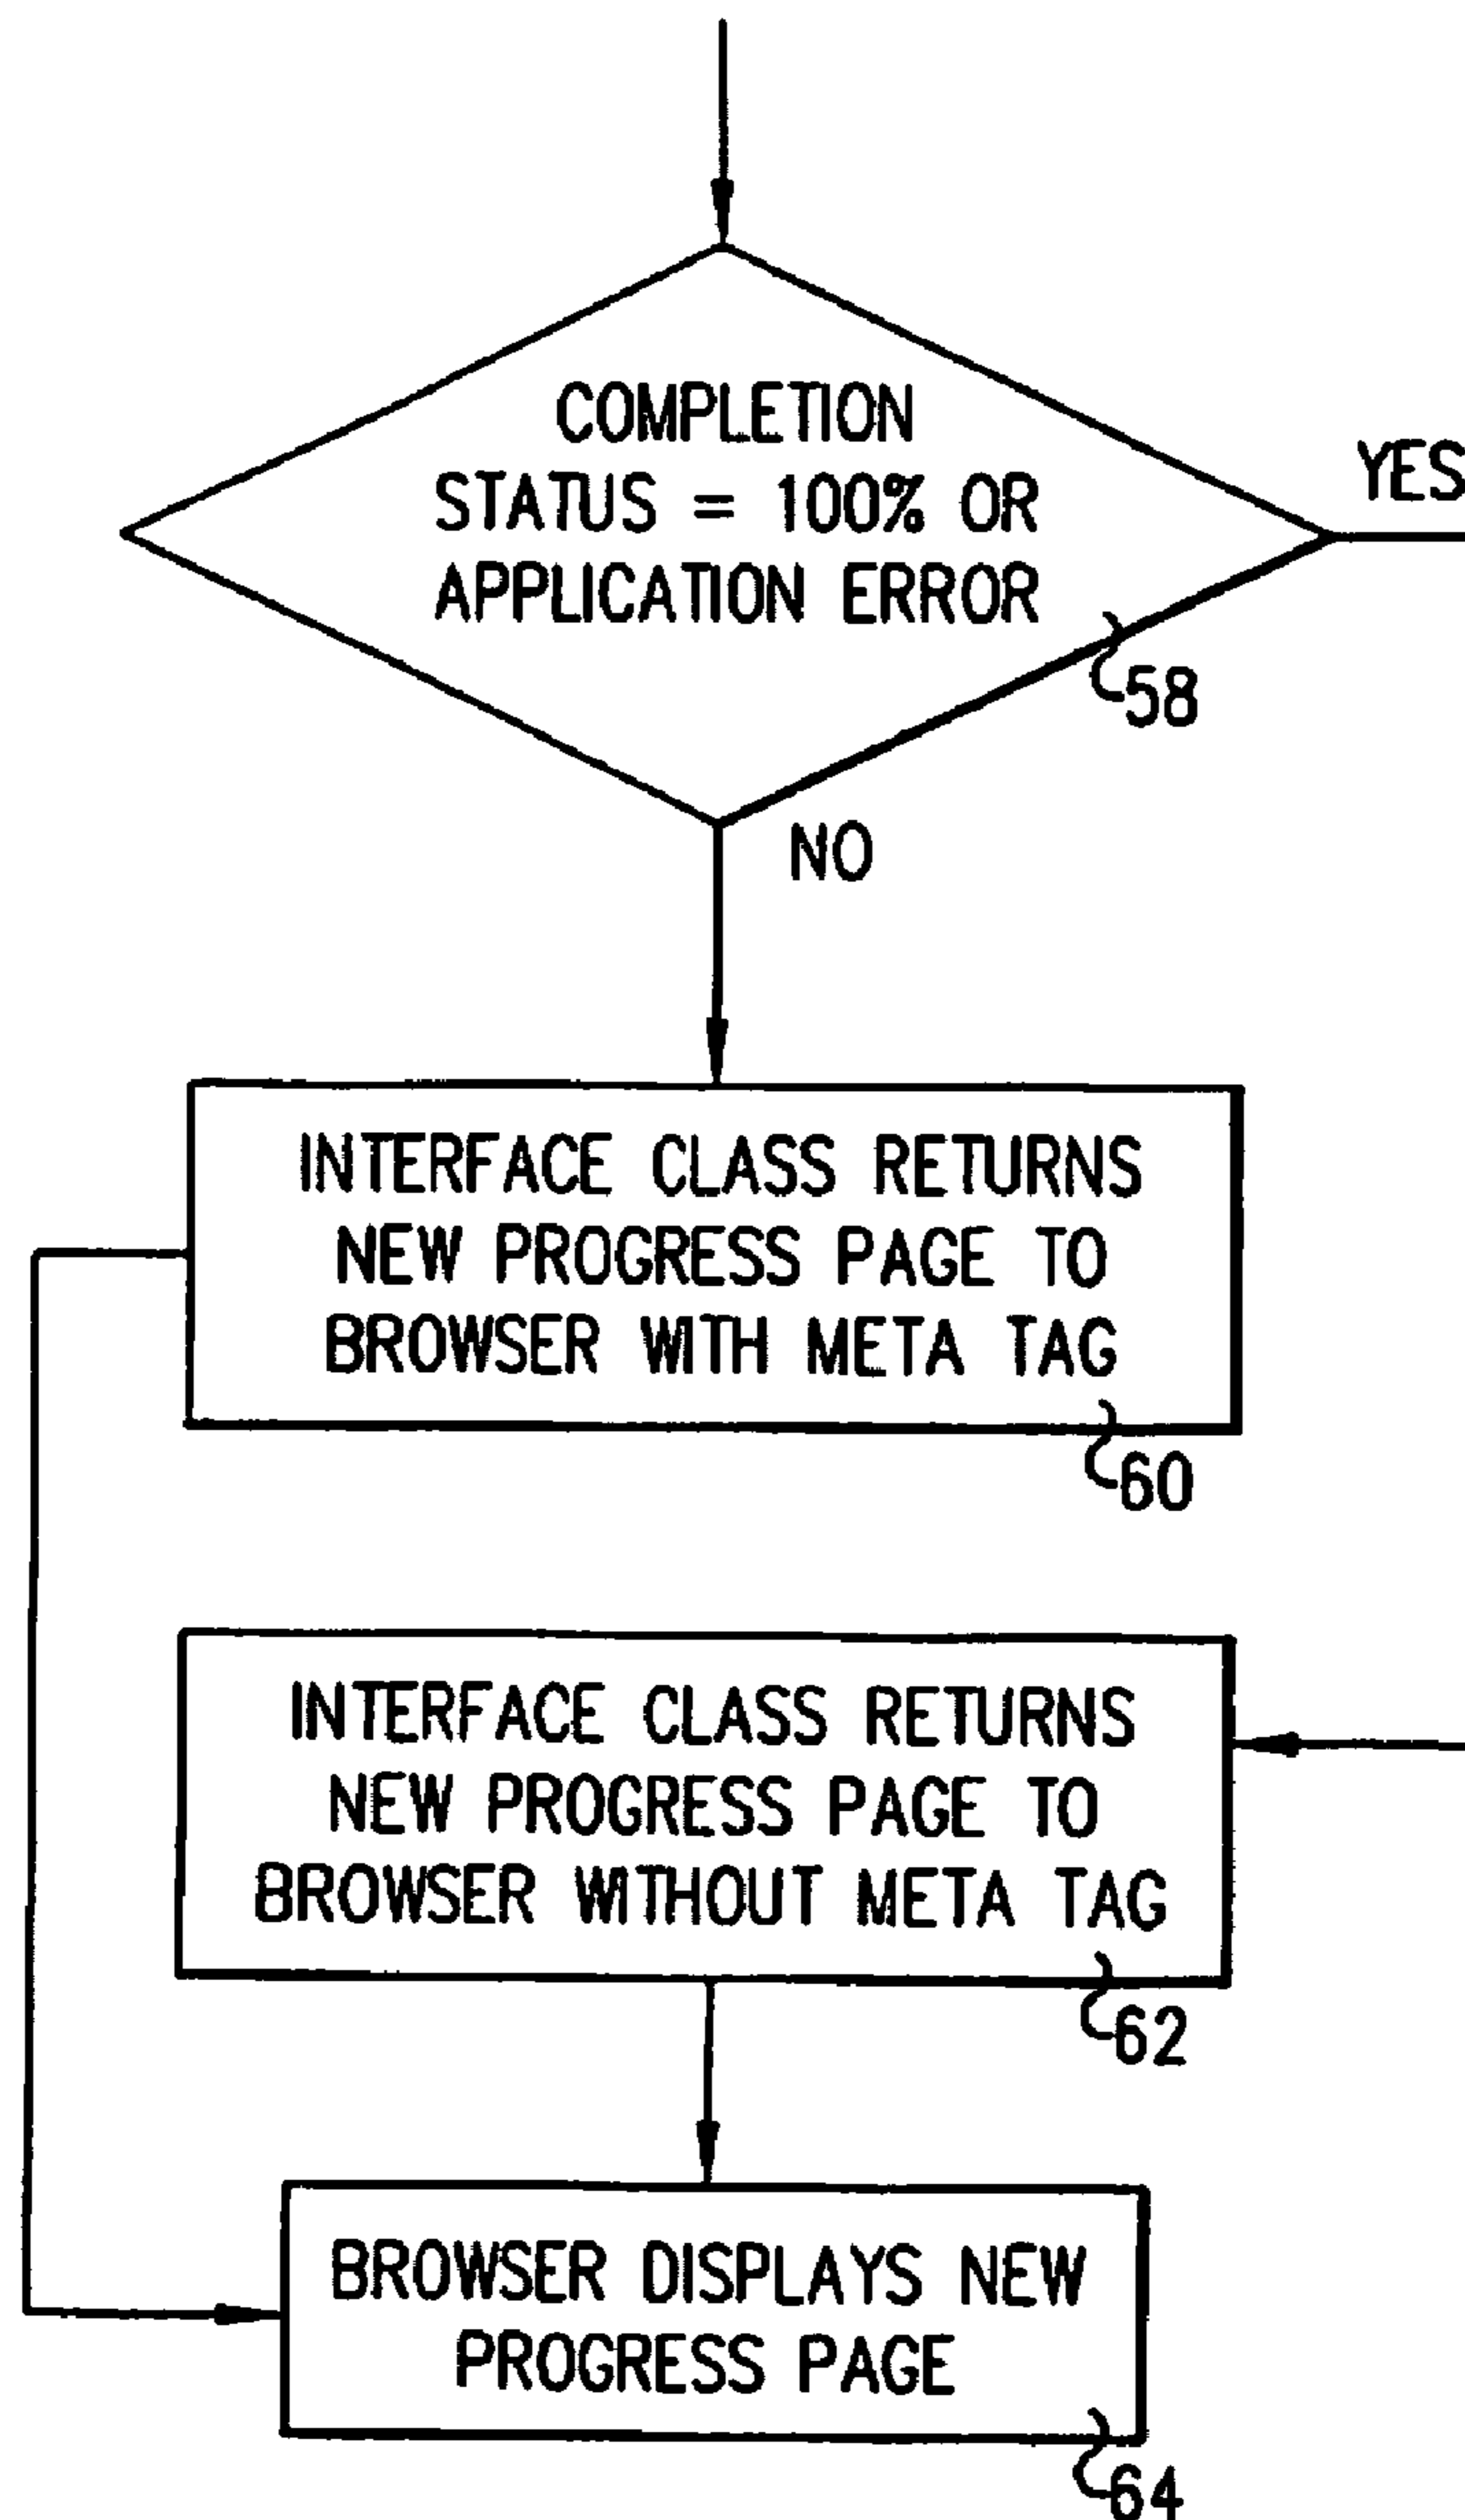 COMPLETION
STATUS = 100% OR
APPLICATION ERROR
YES
58
NO
INTERFACE CLASS RETURNS
NEW PROGRESS PAGE TO
BROWSER WITH META TAG
60
INTERFACE CLASS RETURNS
NEW PROGRESS PAGE TO
BROWSER WITHOUT META TAG
62
BROWSER DISPLAYS NEW
PROGRESS PAGE
64